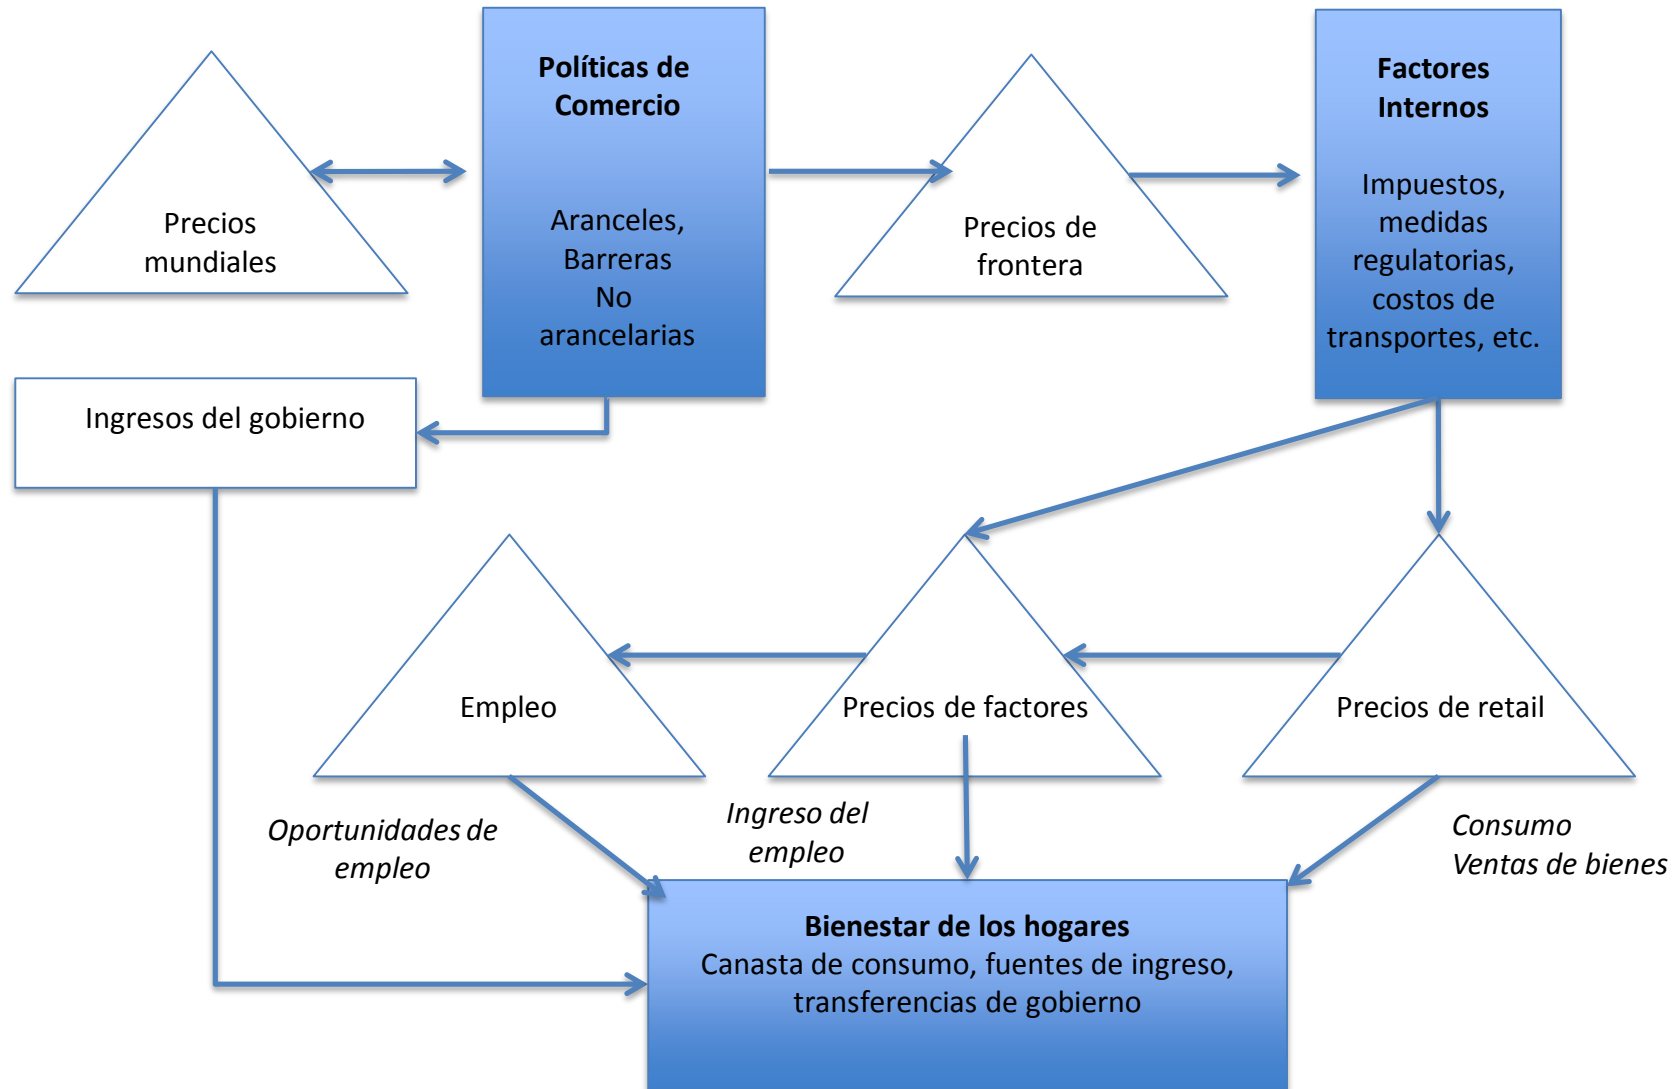 Precios
mundiales
Políticas de
Comercio
Aranceles,
Barreras
No
arancelarias
Precios de
frontera
Factores
Internos
Impuestos,
medidas
regulatorias,
costos de
transportes, etc.
Ingresos del gobierno
Empleo
Precios de factores
Precios de retail
Oportunidades de
empleo
Ingreso del
empleo
Consumo
Ventas de bienes
Bienestar de los hogares
Canasta de consumo, fuentes de ingreso,
transferencias de gobierno